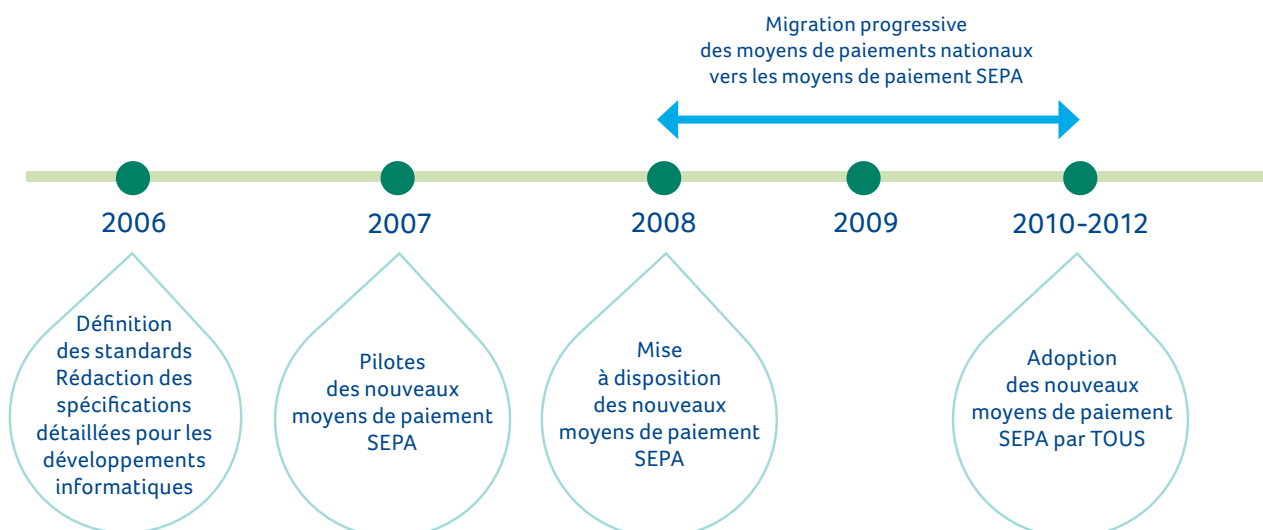 Migration progressive
des moyens de paiements nationaux
vers les moyens de paiement SEPA
2006
2007
2008
2009
2010-2012
Définition
des standards
Rédaction des
spécifications
détaillées pour les
développements
informatiques
Pilotes
des nouveaux
moyens de paiement
SEPA
Mise
à disposition
des nouveaux
moyens de paiement
SEPA
Adoption
des nouveaux
moyens de paiement
SEPA par TOUS